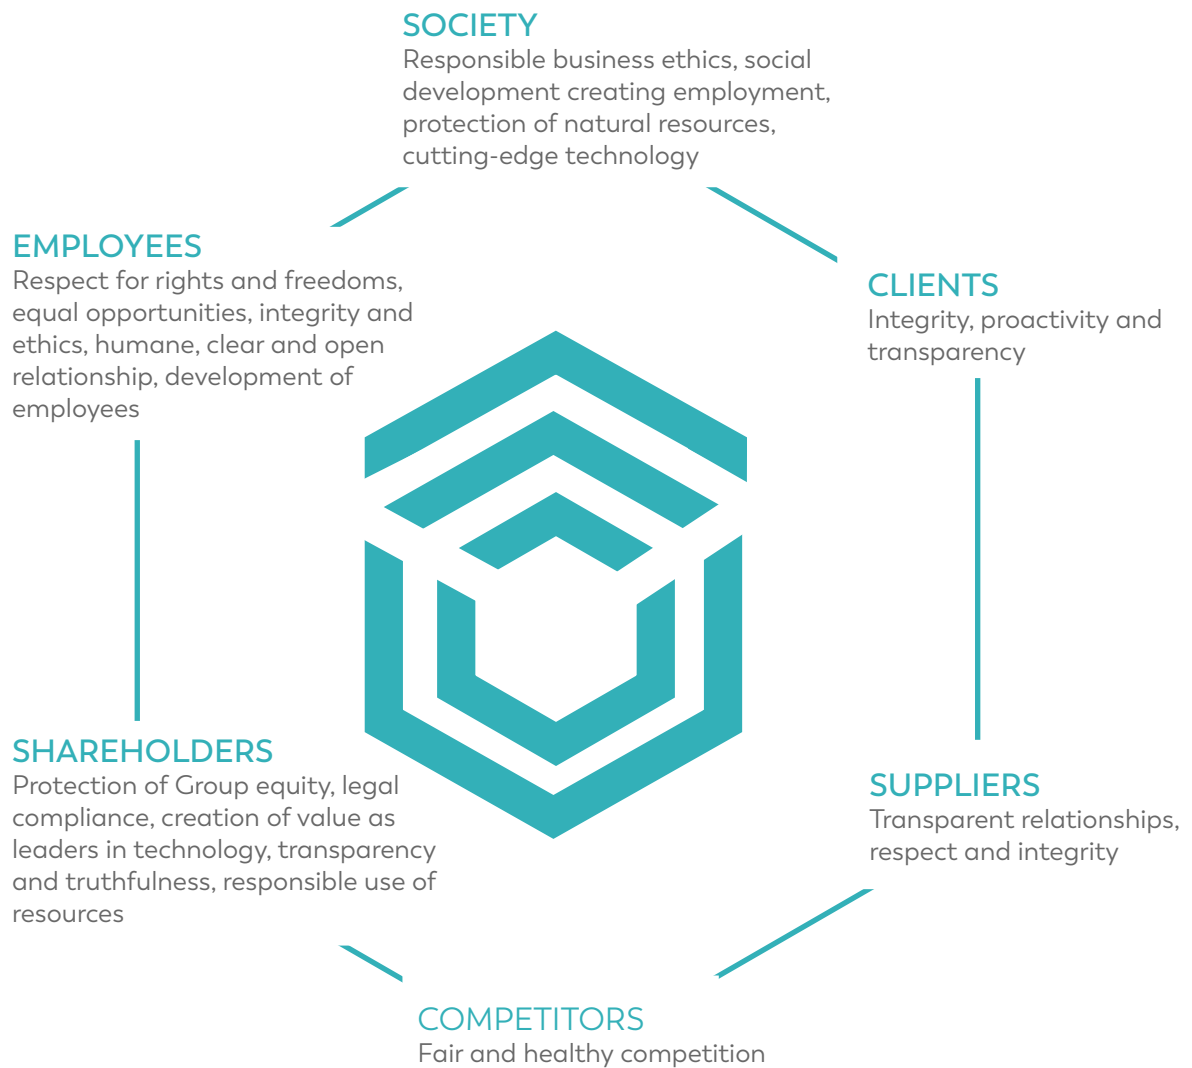 SOCIETY
Responsible business ethics, social
development creating employment,
protection of natural resources,
cutting-edge technology
EMPLOYEES
Respect for rights and freedoms,
equal opportunities, integrity and
ethics, humane, clear and open
relationship, development of
employees
CLIENTS
Integrity, proactivity and
transparency
SHAREHOLDERS
Protection of Group equity, legal
compliance, creation of value as
leaders in technology, transparency
and truthfulness, responsible use of
resources
SUPPLIERS
Transparent relationships,
respect and integrity
COMPETITORS
Fair and healthy competition